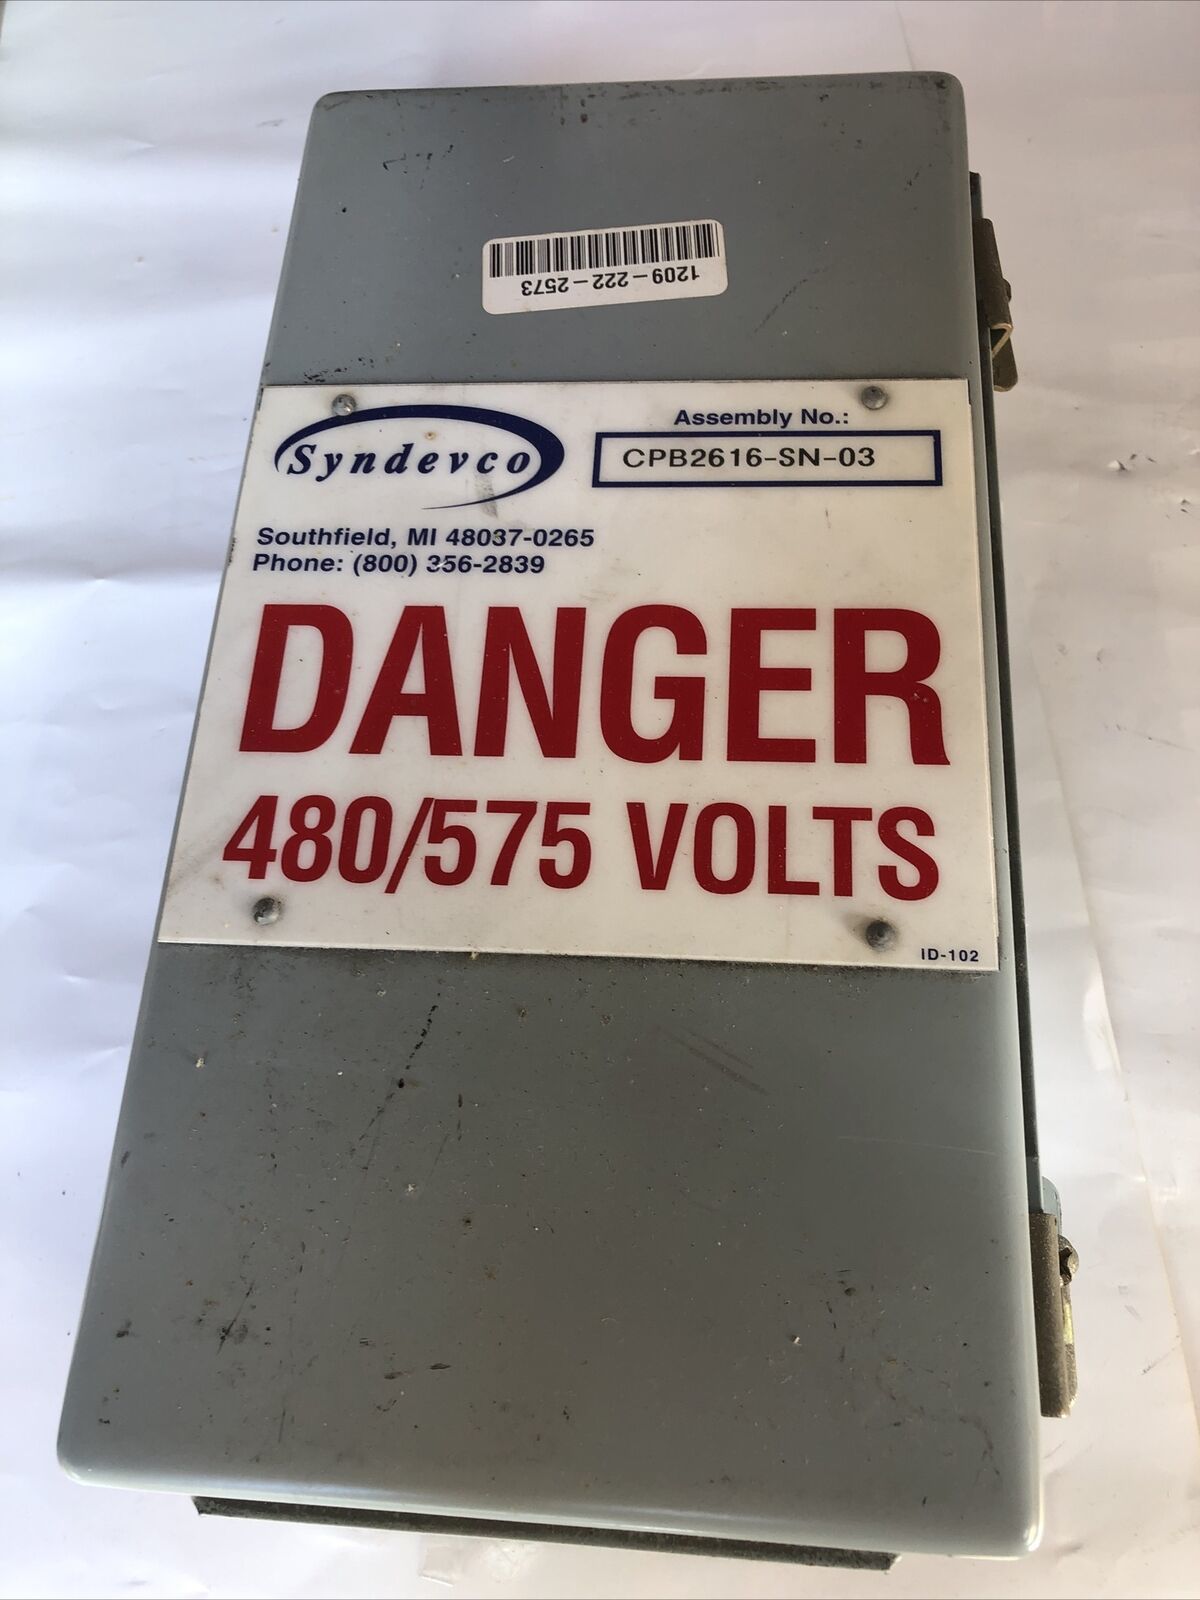 1209-222-2573
Syndevco
Assembly No.:
CPB2616-SN-03
Southfield, MI 48037-0265
Phone: (800) 356-2839
DANGER
480/575 VOLTS
ID-102